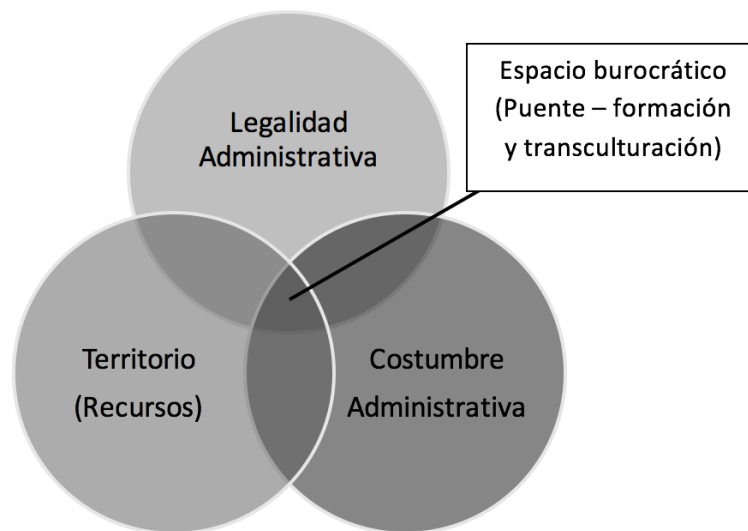 Espacio burocrático
(Puente – formación
y transculturación)
Legalidad
Administrativa
Territorio
(Recursos)
Costumbre
Administrativa